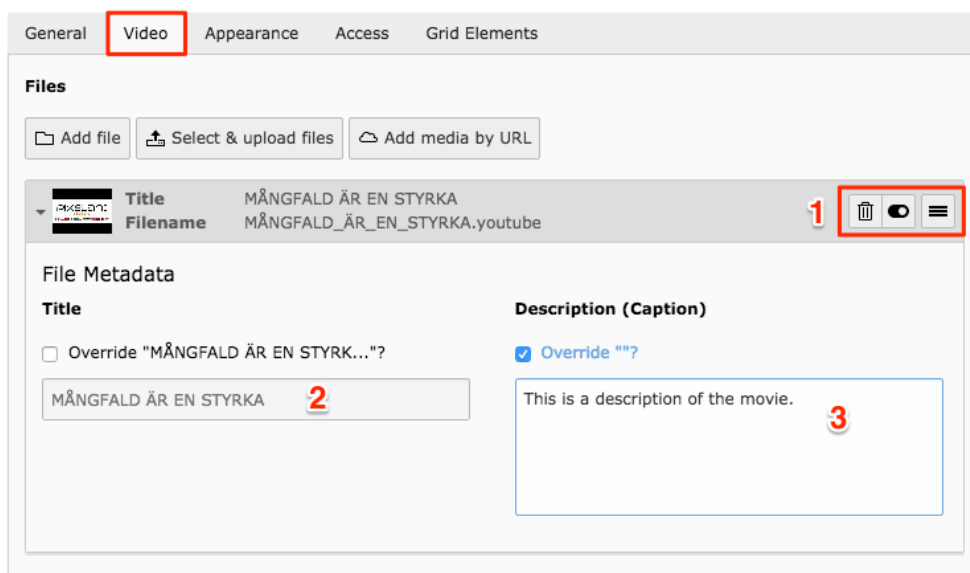 General Video Appearance Access Grid Elements
Files
Add file Select & upload files Add media by URL
Title MÅNGFALD ÄR EN STYRKA
Filename MÅNGFALD_ÄR_EN_STYRKA.youtube
1
File Metadata
Title Description (Caption)
Override "MÅNGFALD ÄR EN STYRK..."? Override ""?
MÅNGFALD ÄR EN STYRKA 2 This is a description of the movie.
3